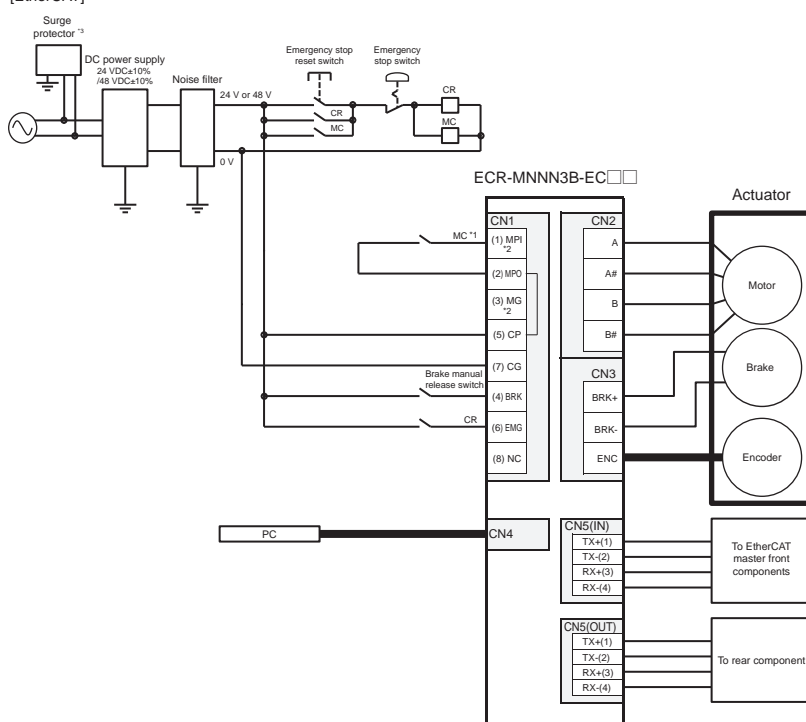 Surge
protector *3
DC power supply
24 VDC±10%
/48 VDC±10%
Noise filter
24 V or 48 V
0 V
Emergency stop
reset switch
Emergency
stop switch
CR
MC
CR
MC
ECR-MNNN3B-EC□□
Actuator
CN1
MC *1
(1) MPI
*2
(2) MPO
(3) MG
*2
(5) CP
(7) CG
Brake manual
release switch
(4) BRK
CR
(6) EMG
(8) NC
CN2
A
A#
B
B#
CN3
BRK+
BRK-
ENC
Motor
Brake
Encoder
PC
CN4
CN5(IN)
TX+(1)
TX-(2)
RX+(3)
RX-(4)
To EtherCAT
master front
components
CN5(OUT)
TX+(1)
TX-(2)
RX+(3)
RX-(4)
To rear component